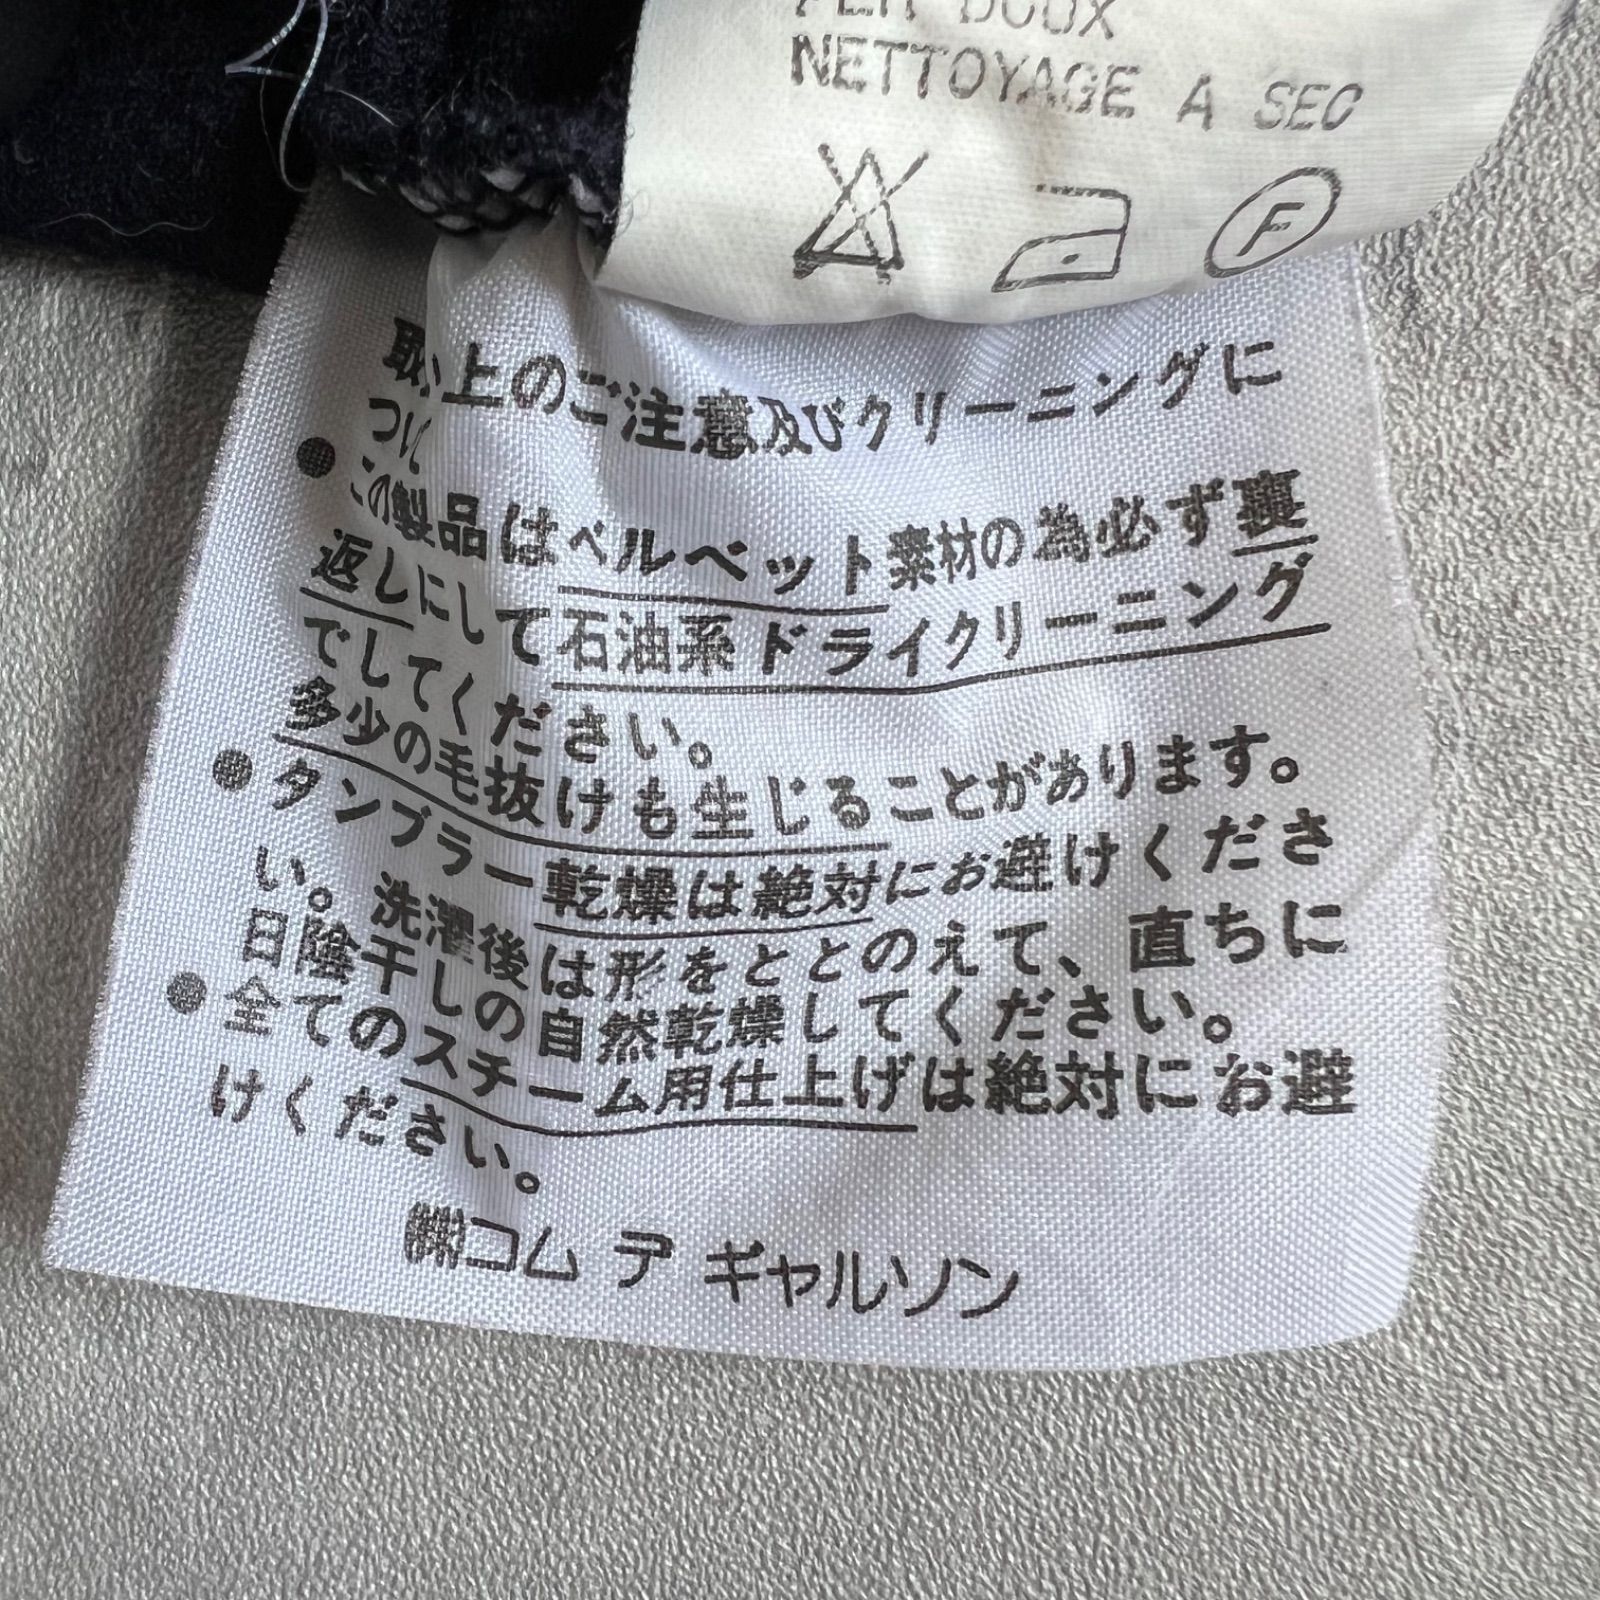 NETTOYAGE A SEC
F
取扱上のご注意及びクリーニングに
ついて
●この製品はベルベット素材の為必ず裏
返しにして石油系ドライクリーニング
でしてください。
多少の毛抜けも生じることがあります。
●タンブラー乾燥は絶対にお避けくださ
い。洗濯後は形をととのえて、直ちに
日陰干しの自然乾燥してください。
●全てのスチーム用仕上げは絶対にお避
けください。
㈱コム デ ギャルソン